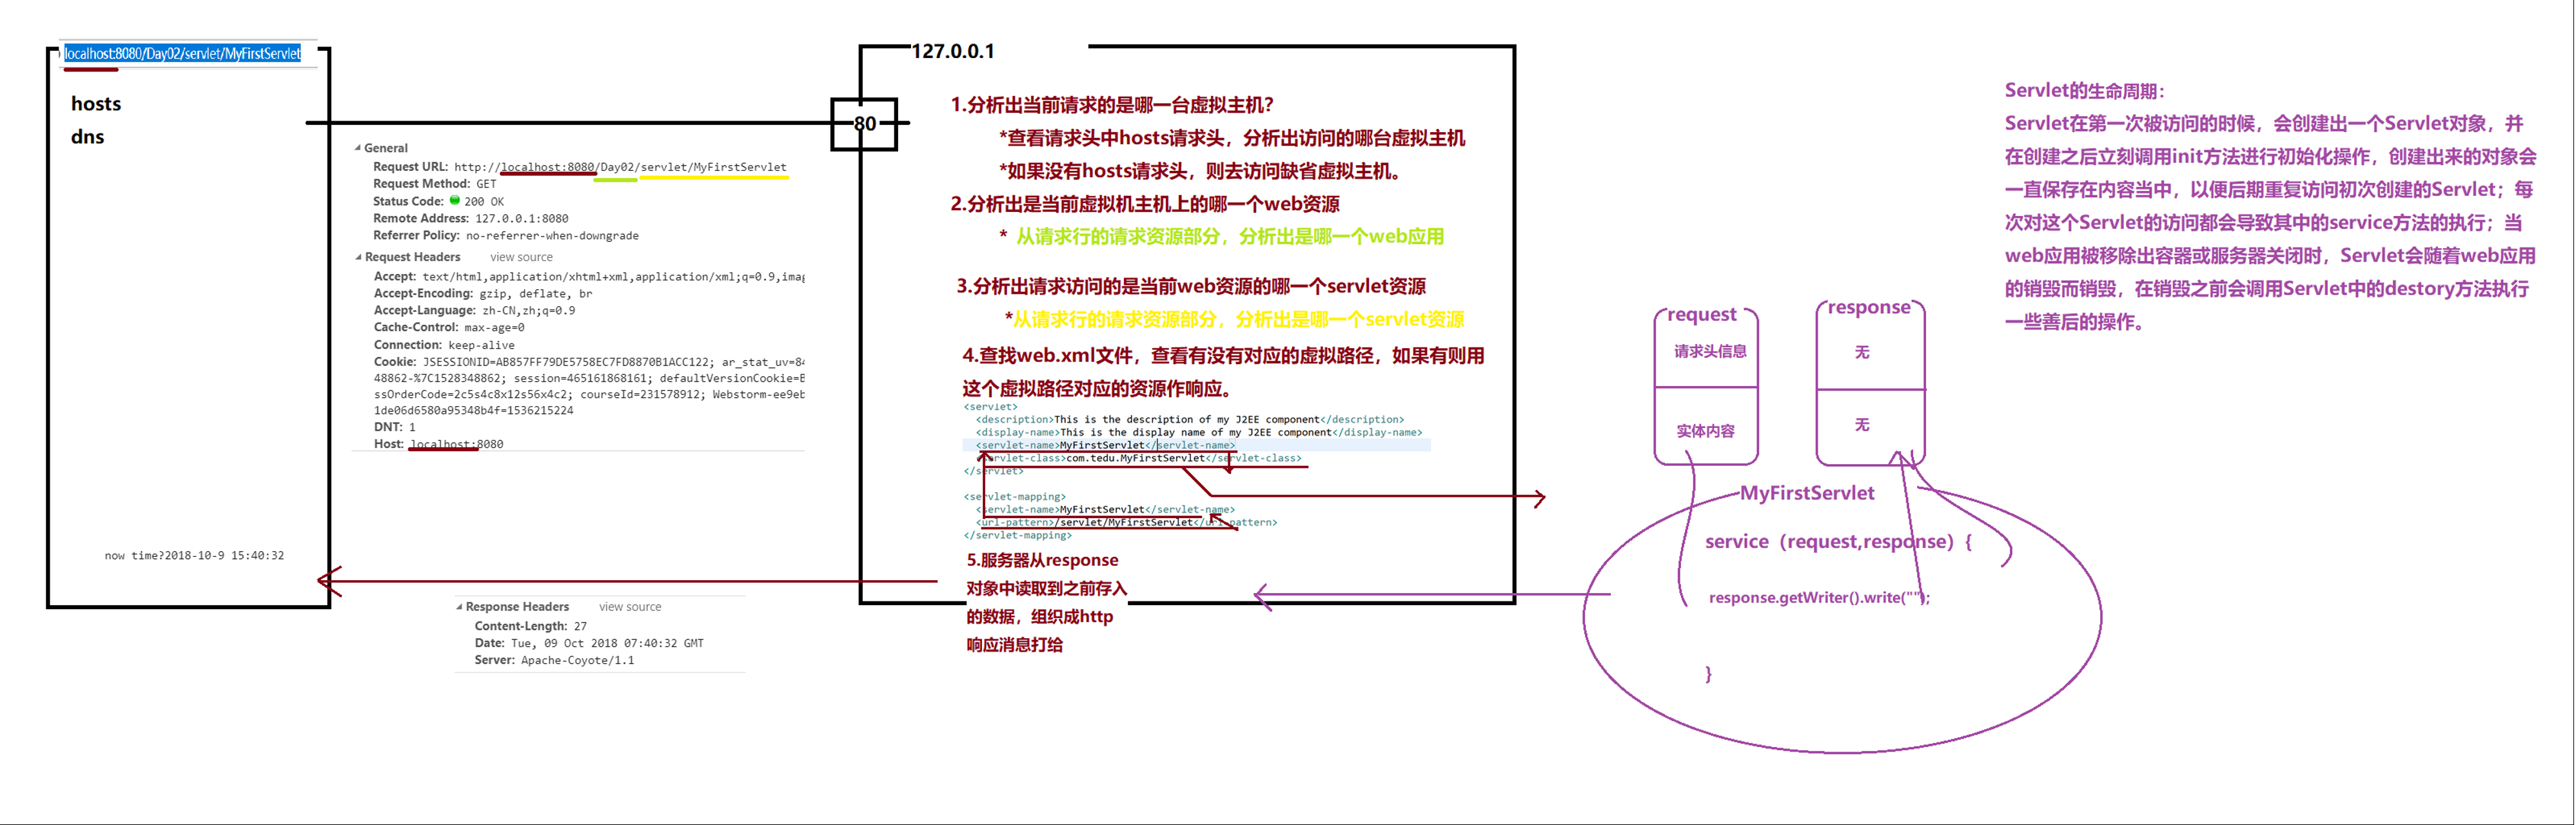 localhost:8080/Day02/servlet/MyFirstServlet
hosts
dns
now time?2018-10-9 15:40:32
General
Request URL: http://localhost:8080/Day02/servlet/MyFirstServlet
Request Method: GET
Status Code: 200 OK
Remote Address: 127.0.0.1:8080
Referrer Policy: no-referrer-when-downgrade
Request Headers view source
Accept: text/html,application/xhtml+xml,application/xml;q=0.9,imag
Accept-Encoding: gzip, deflate, br
Accept-Language: zh-CN,zh;q=0.9
Cache-Control: max-age=0
Connection: keep-alive
Cookie: JSESSIONID=AB857FF79DE5758EC7FD8870B1ACC122; ar_stat_uv=84
48862-%7C1528348862; session=465161868161; defaultVersionCookie=B
ssOrderCode=2c5s4c8x12s56x4c2; courseId=231578912; Webstorm-ee9eb
1de06d6580a95348b4f=1536215224
DNT: 1
Host: localhost:8080
Response Headers view source
Content-Length: 27
Date: Tue, 09 Oct 2018 07:40:32 GMT
Server: Apache-Coyote/1.1
80
127.0.0.1
1.分析出当前请求的是哪一台虚拟主机？
*查看请求头中hosts请求头，分析出访问的哪台虚拟主机
*如果没有hosts请求头，则去访问缺省虚拟主机。
2.分析出是当前虚拟机主机上的哪一个web资源
* 从请求行的请求资源部分，分析出是哪一个web应用
3.分析出请求访问的是当前web资源的哪一个servlet资源
*从请求行的请求资源部分，分析出是哪一个servlet资源
4.查找web.xml文件，查看有没有对应的虚拟路径，如果有则用
这个虚拟路径对应的资源作响应。
<servlet>
<description>This is the description of my J2EE component</description>
<display-name>This is the display name of my J2EE component</display-name>
<servlet-name>MyFirstServlet</servlet-name>
<servlet-class>com.tedu.MyFirstServlet</servlet-class>
</servlet>
<servlet-mapping>
<servlet-name>MyFirstServlet</servlet-name>
<url-pattern>/servlet/MyFirstServlet</url-pattern>
</servlet-mapping>
5.服务器从response
对象中读取到之前存入
的数据，组织成http
响应消息打给
request
请求头信息
实体内容
response
无
无
MyFirstServlet
service（request,response）{
response.getWriter().write("");
}
Servlet的生命周期：
Servlet在第一次被访问的时候，会创建出一个Servlet对象，并
在创建之后立刻调用init方法进行初始化操作，创建出来的对象会
一直保存在内容当中，以便后期重复访问初次创建的Servlet；每
次对这个Servlet的访问都会导致其中的service方法的执行；当
web应用被移除出容器或服务器关闭时，Servlet会随着web应用
的销毁而销毁，在销毁之前会调用Servlet中的destory方法执行
一些善后的操作。